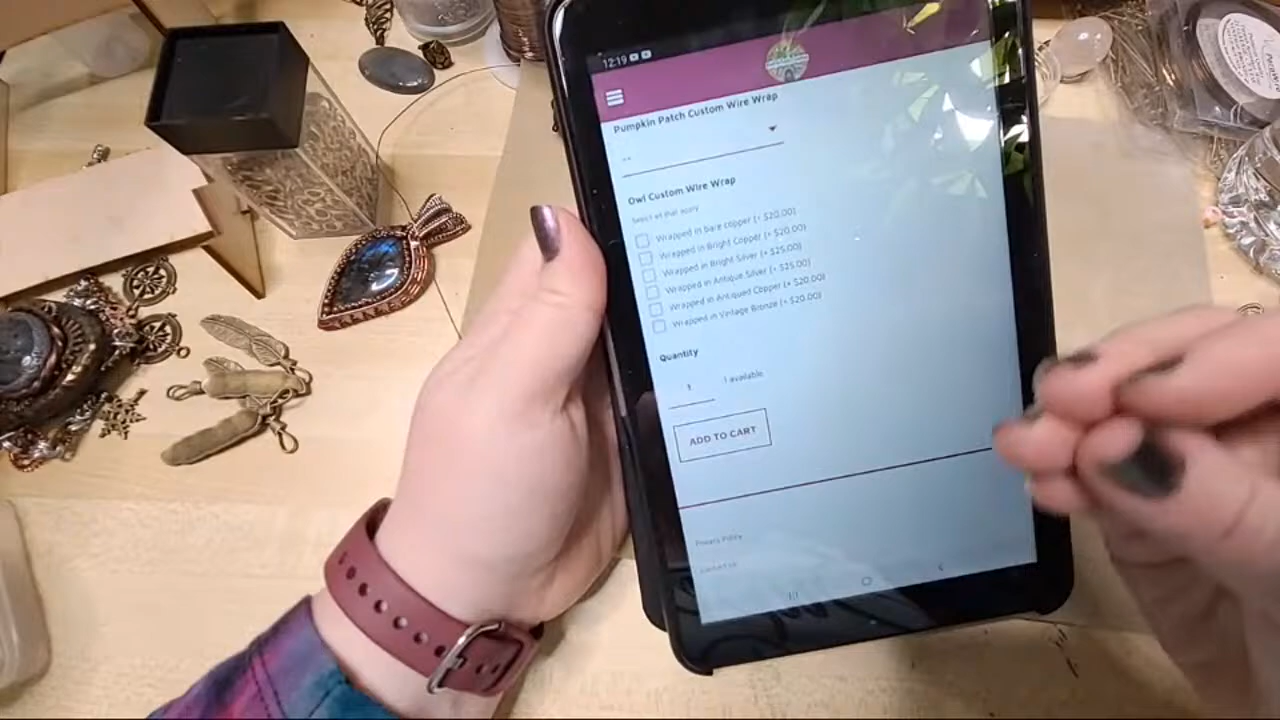 12:19
Pumpkin Patch Custom Wire Wrap
--
Owl Custom Wire Wrap
Select all that apply
Wrapped in bare copper (+ $20.00)
Wrapped in Bright Copper (+ $20.00)
Wrapped in Bright Silver (+ $25.00)
Wrapped in Antique Silver (+ $25.00)
Wrapped in Antiqued Copper (+ $20.00)
Wrapped in Vintage Bronze (+ $20.00)
Quantity
1 1 available
ADD TO CART
Privacy Policy
Contact Us